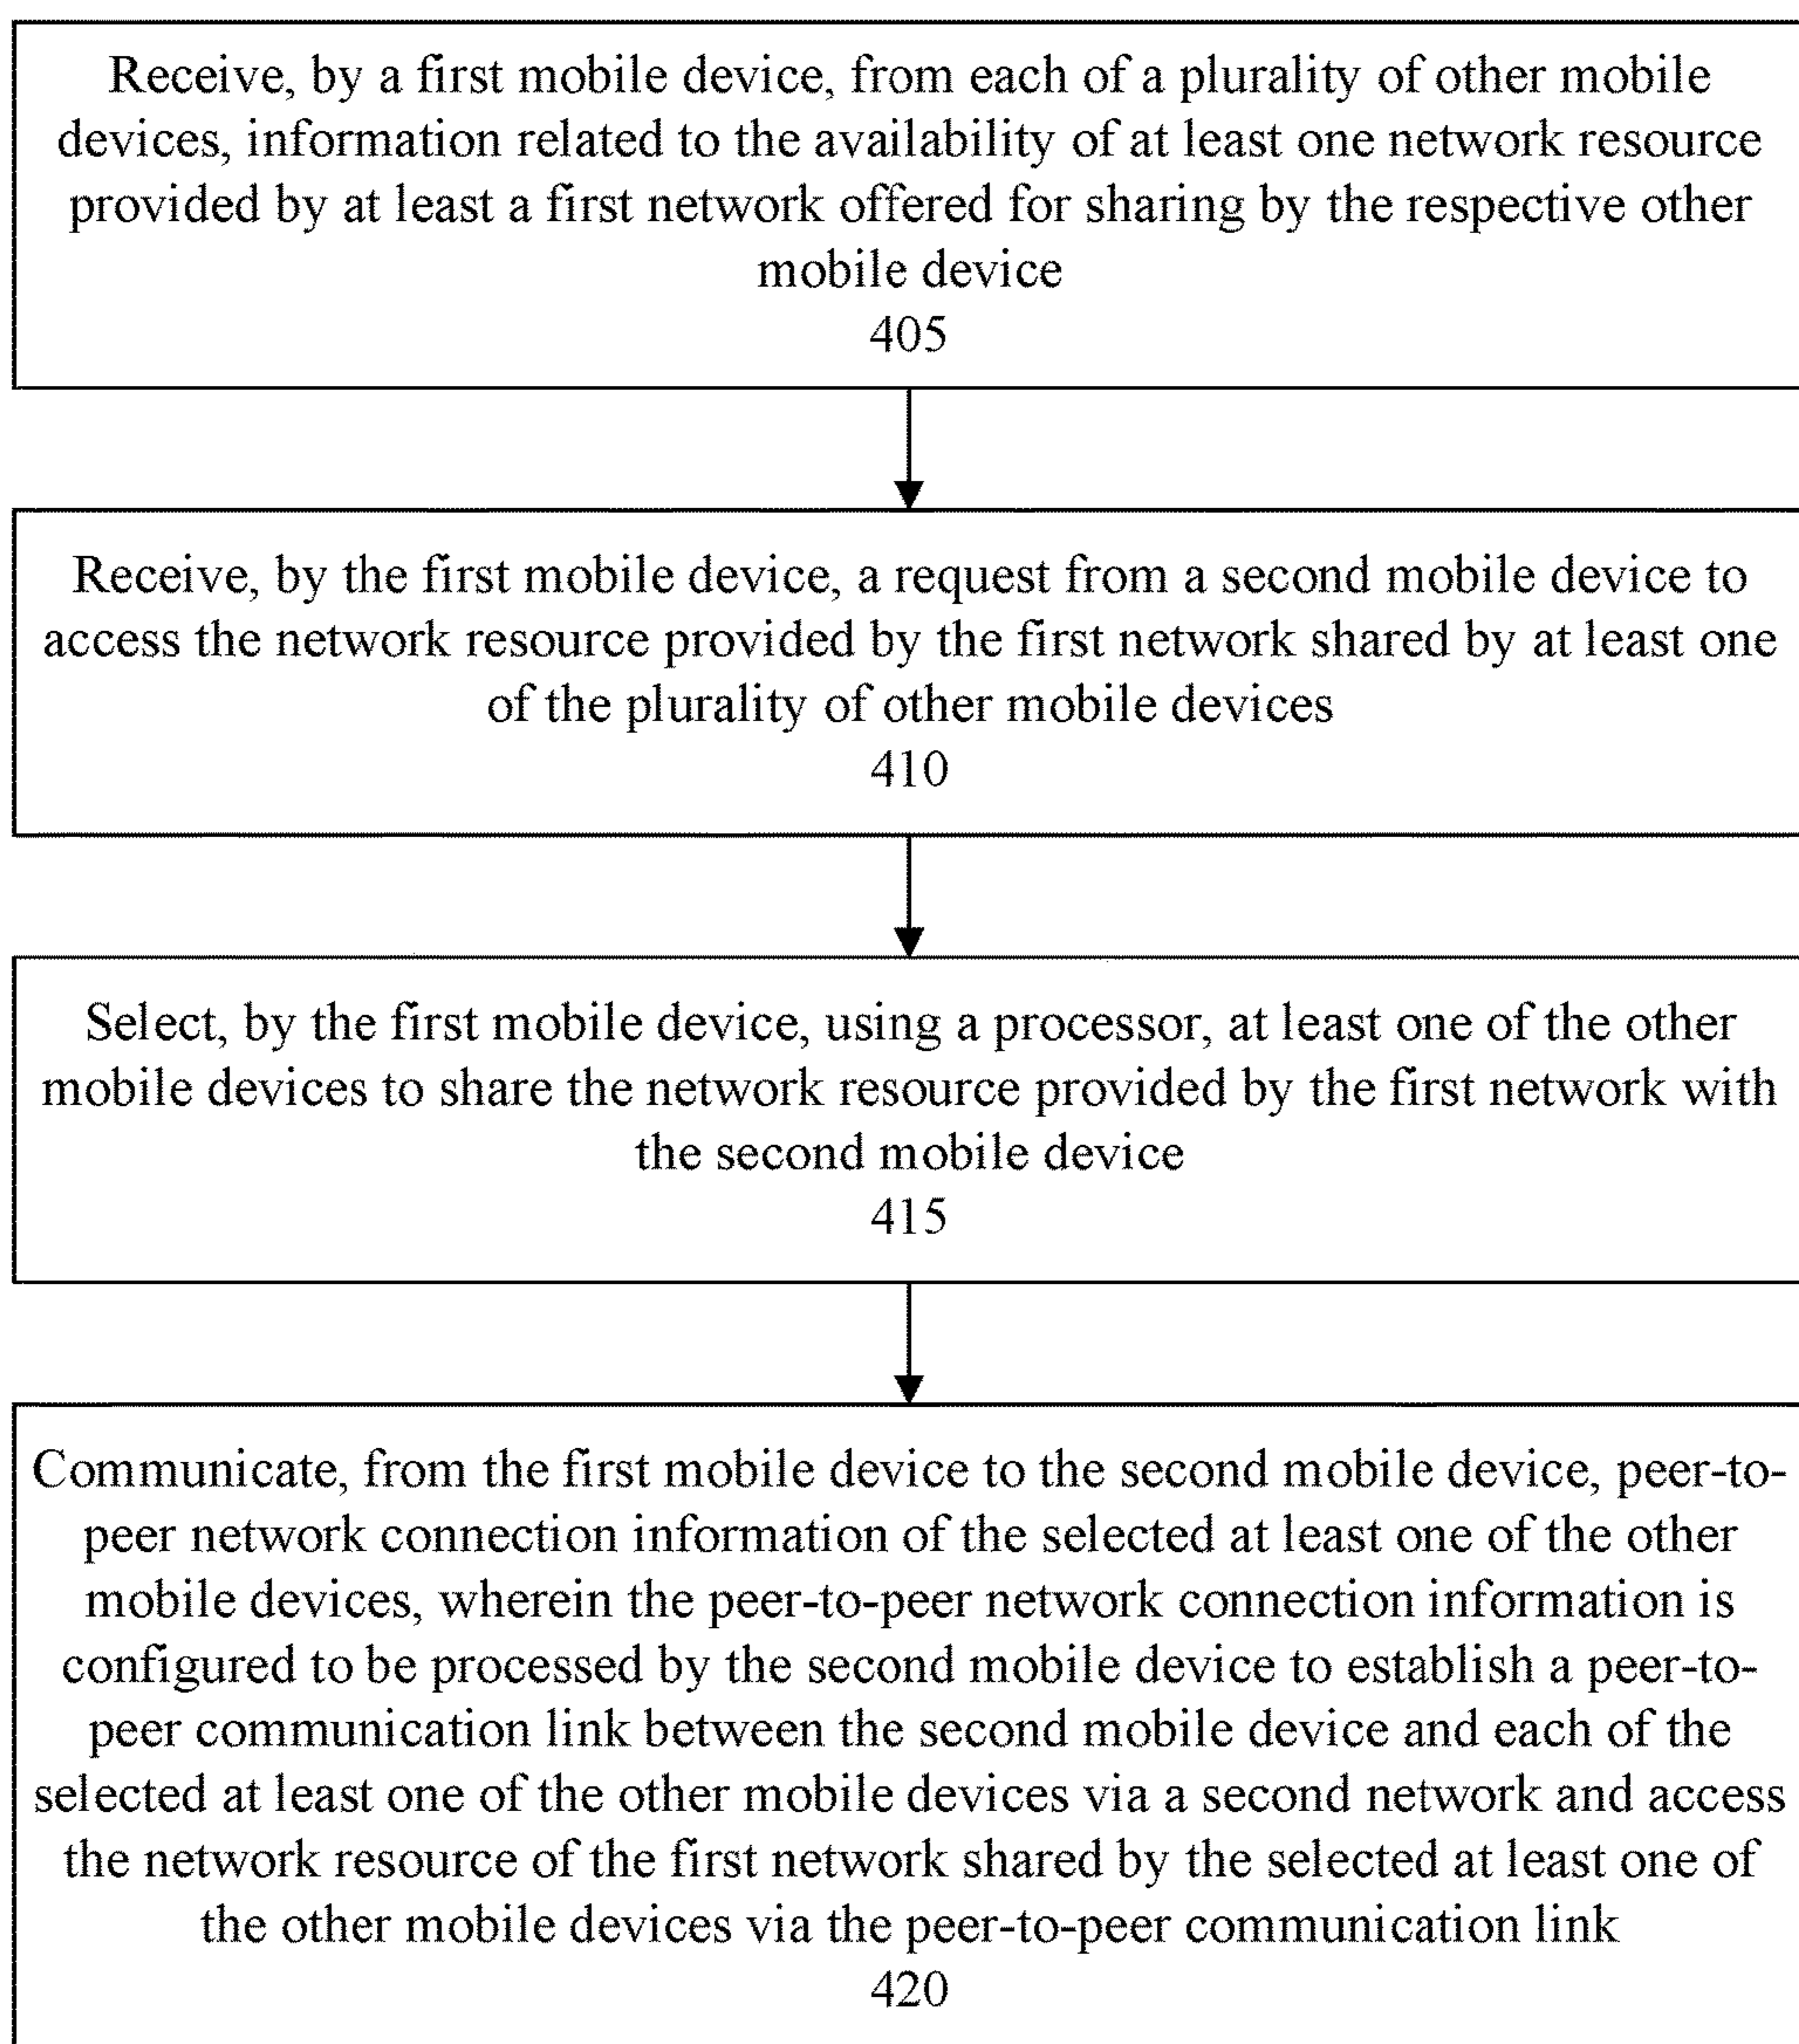 Receive, by a first mobile device, from each of a plurality of other mobile
devices, information related to the availability of at least one network resource
provided by at least a first network offered for sharing by the respective other
mobile device
405
Receive, by the first mobile device, a request from a second mobile device to
access the network resource provided by the first network shared by at least one
of the plurality of other mobile devices
410
Select, by the first mobile device, using a processor, at least one of the other
mobile devices to share the network resource provided by the first network with
the second mobile device
415
Communicate, from the first mobile device to the second mobile device, peer-to-
peer network connection information of the selected at least one of the other
mobile devices, wherein the peer-to-peer network connection information is
configured to be processed by the second mobile device to establish a peer-to-
peer communication link between the second mobile device and each of the
selected at least one of the other mobile devices via a second network and access
the network resource of the first network shared by the selected at least one of
the other mobile devices via the peer-to-peer communication link
420